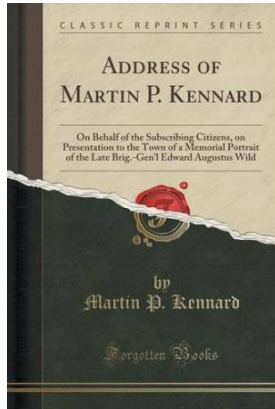 CLASSIC REPRINT SERIES
ADDRESS OF
MARTIN P. KENNARD
On Behalf of the Subscribing Citizens, on
Presentation to the Town of a Memorial Portrait
of the Late Brig.-Gen'l Edward Augustus Wild
by
Martin P. Kennard
Forgotten Books